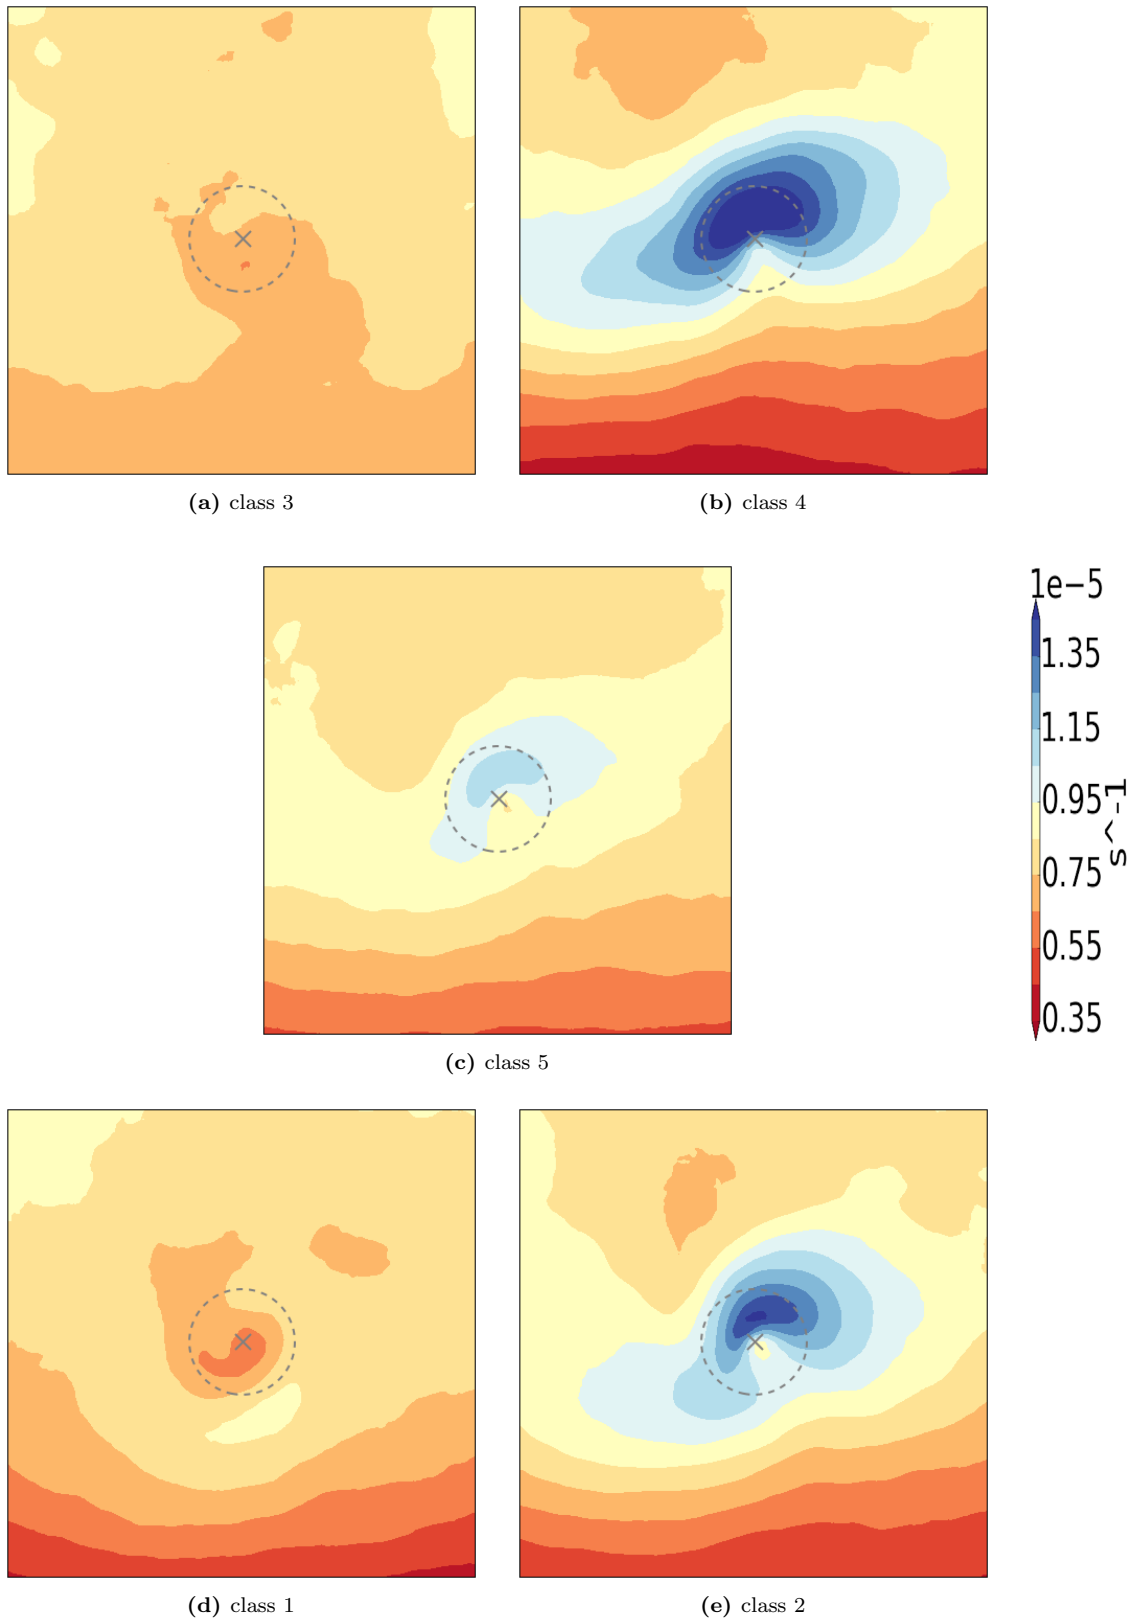 (a) class 3
(b) class 4
1e−5
1.35
1.15
0.95
0.75
0.55
0.35
s^-1
(c) class 5
(d) class 1
(e) class 2